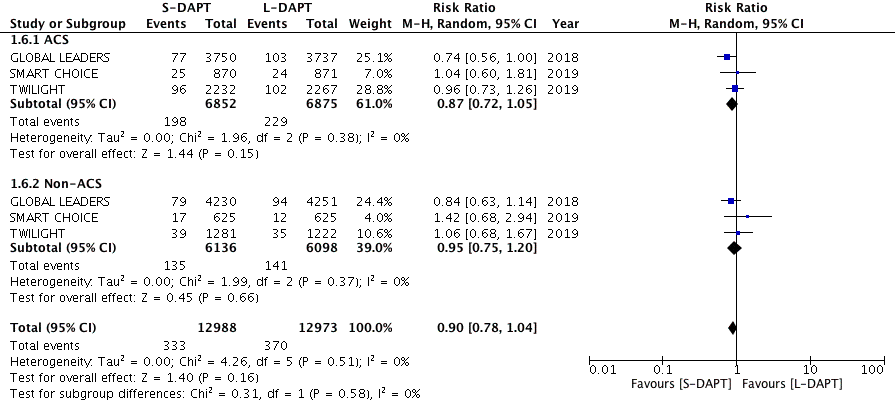 S-DAPT L-DAPT Risk Ratio Risk Ratio
Study or Subgroup Events Total Events Total Weight M-H, Random, 95% CI Year M-H, Random, 95% CI
1.6.1 ACS
GLOBAL LEADERS 77 3750 103 3737 25.1% 0.74 [0.56, 1.00] 2018
SMART CHOICE 25 870 24 871 7.0% 1.04 [0.60, 1.81] 2019
TWILIGHT 96 2232 102 2267 28.8% 0.96 [0.73, 1.26] 2019
Subtotal (95% CI) 6852 6875 61.0% 0.87 [0.72, 1.05]
Total events 198 229
Heterogeneity: Tau² = 0.00; Chi² = 1.96, df = 2 (P = 0.38); I² = 0%
Test for overall effect: Z = 1.44 (P = 0.15)
1.6.2 Non-ACS
GLOBAL LEADERS 79 4230 94 4251 24.4% 0.84 [0.63, 1.14] 2018
SMART CHOICE 17 625 12 625 4.0% 1.42 [0.68, 2.94] 2019
TWILIGHT 39 1281 35 1222 10.6% 1.06 [0.68, 1.67] 2019
Subtotal (95% CI) 6136 6098 39.0% 0.95 [0.75, 1.20]
Total events 135 141
Heterogeneity: Tau² = 0.00; Chi² = 1.99, df = 2 (P = 0.37); I² = 0%
Test for overall effect: Z = 0.45 (P = 0.66)
Total (95% CI) 12988 12973 100.0% 0.90 [0.78, 1.04]
Total events 333 370
Heterogeneity: Tau² = 0.00; Chi² = 4.26, df = 5 (P = 0.51); I² = 0%
Test for overall effect: Z = 1.40 (P = 0.16)
Test for subgroup differences: Chi² = 0.31, df = 1 (P = 0.58), I² = 0%
0.01 0.1 1 10 100
Favours [S-DAPT] Favours [L-DAPT]